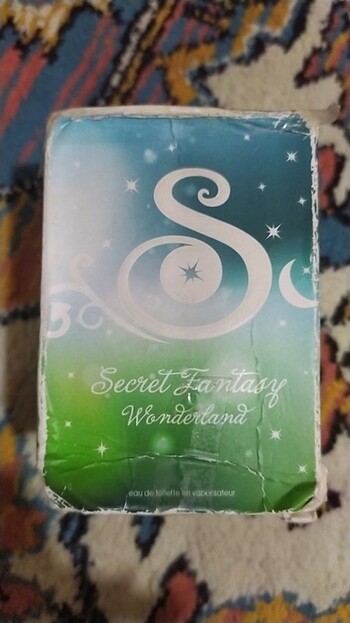 S
Secret Fantasy
Wonderland
eau de toilette en vaporisateur